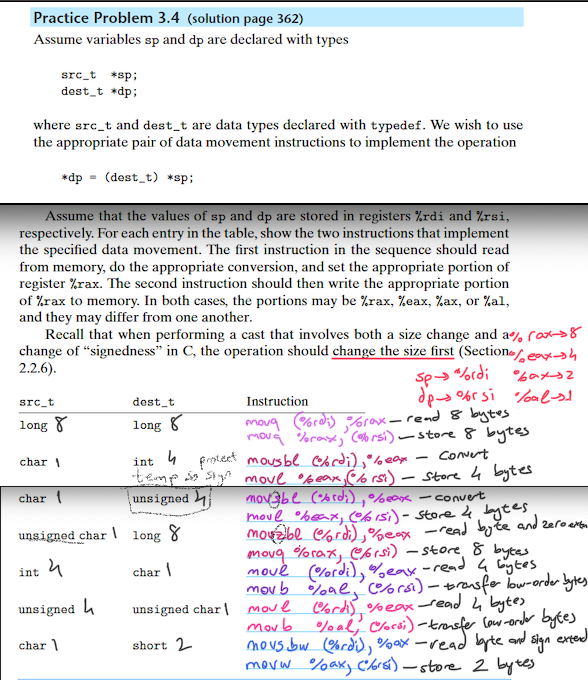 Practice Problem 3.4 (solution page 362)
Assume variables sp and dp are declared with types
src_t *sp;
dest_t *dp;
where src_t and dest_t are data types declared with typedef. We wish to use
the appropriate pair of data movement instructions to implement the operation
*dp = (dest_t) *sp;
Assume that the values of sp and dp are stored in registers %rdi and %rsi,
respectively. For each entry in the table, show the two instructions that implement
the specified data movement. The first instruction in the sequence should read
from memory, do the appropriate conversion, and set the appropriate portion of
register %rax. The second instruction should then write the appropriate portion
of %rax to memory. In both cases, the portions may be %rax, %eax, %ax, or %al,
and they may differ from one another.
Recall that when performing a cast that involves both a size change and a % rax→8
change of “signedness” in C, the operation should change the size first (Section %eax→4
2.2.6). sp→%rdi %ax→2
dp→%rsi %al→1
src_t dest_t Instruction
long 8 long 8 movq (%rdi), %rax – read 8 bytes
movq %rax, (%rsi) – store 8 bytes
char 1 int 4 movsbl (%rdi), %eax – convert
temp sign movl %eax, (%rsi) – store 4 bytes
char 1 unsigned 4 movsbl (%rdi), %eax – convert
movl %eax, (%rsi) – store 4 bytes
unsigned char 1 long 8 movzbl (%rdi), %eax – read byte and zero
movq %rax, (%rsi) – store 8 bytes
int 4 char 1 movl (%rdi), %eax – read 4 bytes
movb %al, (%rsi) – transfer low-order bytes
unsigned 4 unsigned char 1 movl (%rdi), %eax – read 4 bytes
movb %al, (%rsi) – transfer low-order bytes
char 1 short 2 movsbw (%rdi), %ax – read byte and sign extend
movw %ax, (%rsi) – store 2 bytes